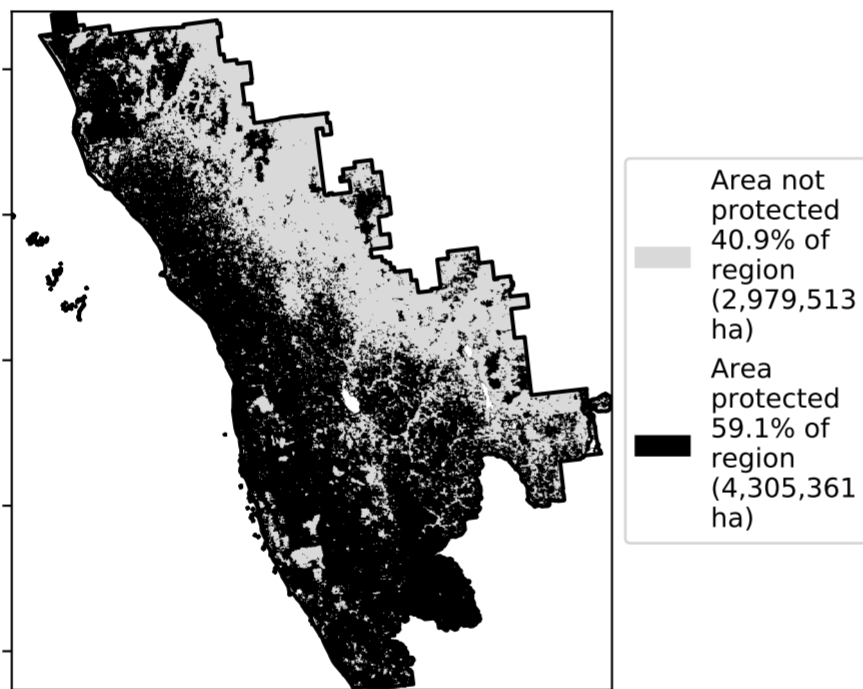 Area not
protected
40.9% of
region
(2,979,513
ha)
Area
protected
59.1% of
region
(4,305,361
ha)